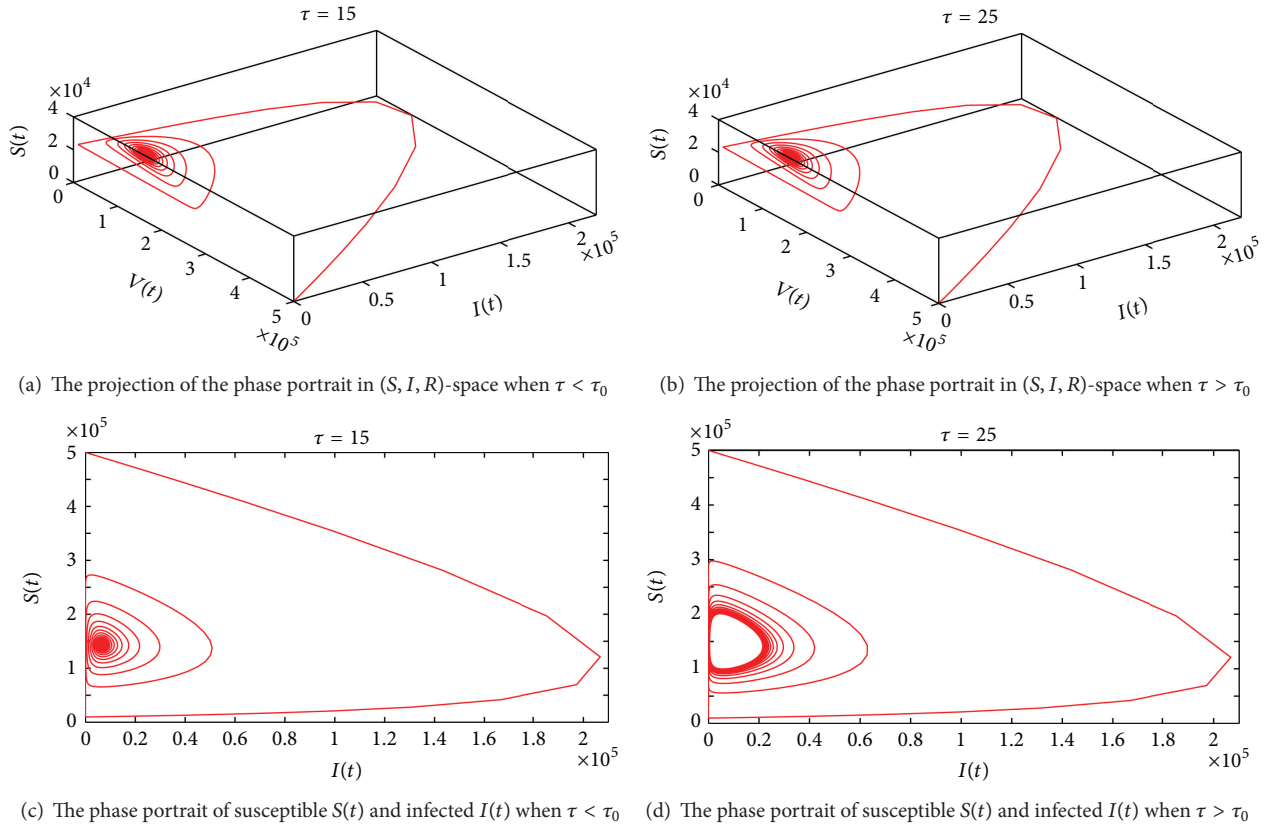 τ = 15
×10⁴
4
2
0
S(t)
0
1
2
3
4
5
×10⁵
V(t)
0
0.5
1
1.5
2
×10⁵
I(t)
(a) The projection of the phase portrait in (S, I, R)-space when τ < τ₀
τ = 25
×10⁴
4
2
0
S(t)
0
1
2
3
4
5
×10⁵
V(t)
0
0.5
1
1.5
2
×10⁵
I(t)
(b) The projection of the phase portrait in (S, I, R)-space when τ > τ₀
τ = 15
×10⁵
5
4
3
2
1
0
S(t)
0 0.2 0.4 0.6 0.8 1 1.2 1.4 1.6 1.8 2
×10⁵
I(t)
(c) The phase portrait of susceptible S(t) and infected I(t) when τ < τ₀
τ = 25
×10⁵
5
4
3
2
1
0
S(t)
0 0.2 0.4 0.6 0.8 1 1.2 1.4 1.6 1.8 2
×10⁵
I(t)
(d) The phase portrait of susceptible S(t) and infected I(t) when τ > τ₀